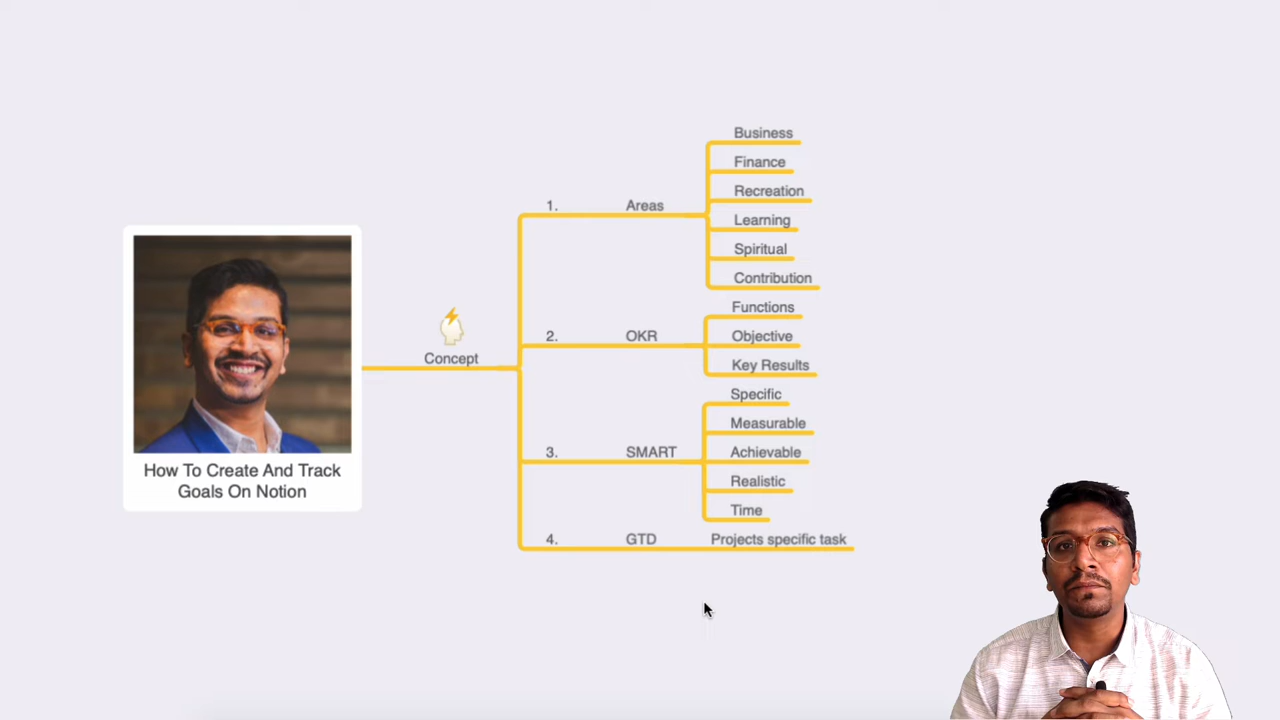 How To Create And Track
Goals On Notion
Concept
1. Areas
Business
Finance
Recreation
Learning
Spiritual
Contribution
2. OKR
Functions
Objective
Key Results
3. SMART
Specific
Measurable
Achievable
Realistic
Time
4. GTD
Projects specific task